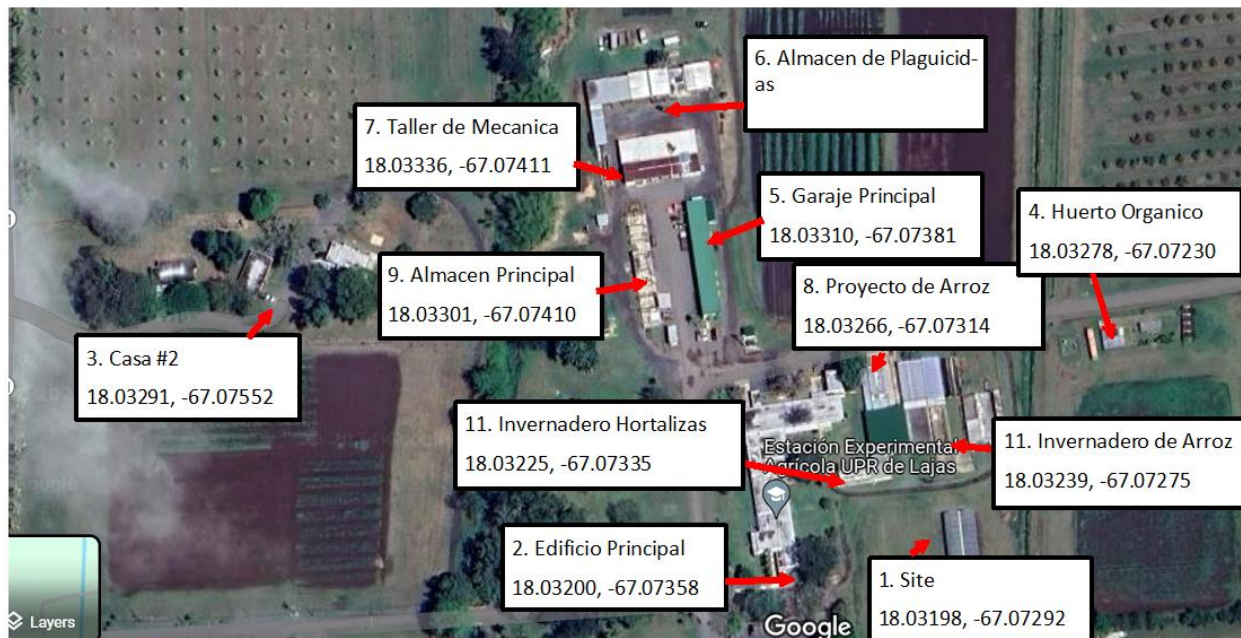 6. Almacen de Plaguicid-
as
7. Taller de Mecanica
18.03336, -67.07411
5. Garaje Principal
18.03310, -67.07381
4. Huerto Organico
18.03278, -67.07230
9. Almacen Principal
18.03301, -67.07410
8. Proyecto de Arroz
18.03266, -67.07314
3. Casa #2
18.03291, -67.07552
11. Invernadero Hortalizas
18.03225, -67.07335
Estación Experimental
Agrícola UPR de Lajas
11. Invernadero de Arroz
18.03239, -67.07275
2. Edificio Principal
18.03200, -67.07358
1. Site
18.03198, -67.07292
Layers
Google